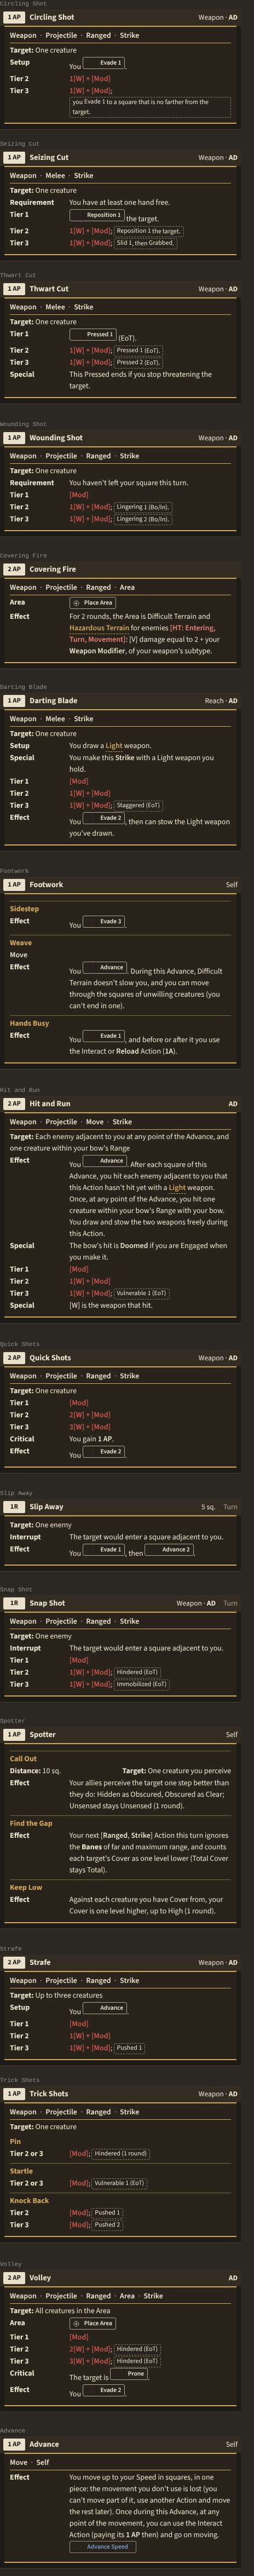 Circling Shot
1 AP Circling Shot Weapon · AD
Weapon · Projectile · Ranged · Strike
Target: One creature
Setup You Evade 1.
Tier 2 1[W] + [Mod]
Tier 3 1[W] + [Mod];
you Evade 1 to a square that is no farther from the
target.
Seizing Cut
1 AP Seizing Cut Weapon · AD
Weapon · Melee · Strike
Target: One creature
Requirement You have at least one hand free.
Tier 1 Reposition 1 the target.
Tier 2 1[W] + [Mod]; Reposition 1 the target.
Tier 3 1[W] + [Mod]; Slid 1, then Grabbed.
Thwart Cut
1 AP Thwart Cut Weapon · AD
Weapon · Melee · Strike
Target: One creature
Tier 1 Pressed 1 (EoT).
Tier 2 1[W] + [Mod]; Pressed 1 (EoT).
Tier 3 1[W] + [Mod]; Pressed 2 (EoT).
Special This Pressed ends if you stop threatening the
target.
Wounding Shot
1 AP Wounding Shot Weapon · AD
Weapon · Projectile · Ranged · Strike
Target: One creature
Requirement You haven't left your square this turn.
Tier 1 [Mod]
Tier 2 1[W] + [Mod]; Lingering 1 (Bo/In).
Tier 3 1[W] + [Mod]; Lingering 2 (Bo/In).
Covering Fire
2 AP Covering Fire Weapon · AD
Weapon · Projectile · Ranged · Area
Area Place Area
Effect For 2 rounds, the Area is Difficult Terrain and
Hazardous Terrain for enemies [HT: Entering,
Turn, Movement]: [Y] damage equal to 2 + your
Weapon Modifier, of your weapon's subtype.
Darting Blade
1 AP Darting Blade Reach · AD
Weapon · Melee · Strike
Target: One creature
Setup You draw a Light weapon.
Special You make this Strike with a Light weapon you
hold.
Tier 1 [Mod]
Tier 2 1[W] + [Mod]
Tier 3 1[W] + [Mod]; Staggered (EoT)
Effect You Evade 2, then can stow the Light weapon
you've drawn.
Footwork
1 AP Footwork Self
Sidestep
Effect You Evade 3.
Weave
Move
Effect You Advance. During this Advance, Difficult
Terrain doesn't slow you, and you can move
through the squares of unwilling creatures (you
can't end in one).
Hands Busy
Effect You Evade 1, and before or after it you use
the Interact or Reload Action (1A).
Hit and Run
2 AP Hit and Run AD
Weapon · Projectile · Move · Strike
Target: Each enemy adjacent to you at any point of the Advance, and
one creature within your bow's Range
Effect You Advance. After each square of this
Advance, you hit each enemy adjacent to you that
this Action hasn't hit yet with a Light weapon.
Once, at any point of the Advance, you hit one
creature within your bow's Range with your bow.
You draw and stow the two weapons freely during
this Action.
Special The bow's hit is Doomed if you are Engaged when
you make it.
Tier 1 [Mod]
Tier 2 1[W] + [Mod]
Tier 3 1[W] + [Mod]; Vulnerable 1 (EoT)
Special [W] is the weapon that hit.
Quick Shots
2 AP Quick Shots Weapon · AD
Weapon · Projectile · Ranged · Strike
Target: One creature
Tier 1 [Mod]
Tier 2 2[W] + [Mod]
Tier 3 3[W] + [Mod]
Critical You gain 1 AP.
Effect You Evade 2.
Slip Away
1R Slip Away 5 sq. Turn
Target: One enemy
Interrupt The target would enter a square adjacent to you.
Effect You Evade 1, then Advance 2.
Snap Shot
1R Snap Shot Weapon · AD Turn
Weapon · Projectile · Ranged · Strike
Target: One enemy
Interrupt The target would enter a square adjacent to you.
Tier 1 [Mod]
Tier 2 1[W] + [Mod]; Hindered (EoT)
Tier 3 1[W] + [Mod]; Immobilized (EoT)
Spotter
1 AP Spotter Self
Call Out
Distance: 10 sq. Target: One creature you perceive
Effect Your allies perceive the target one step better than
they do: Hidden as Obscured, Obscured as Clear;
Unsensed stays Unsensed (1 round).
Find the Gap
Effect Your next [Ranged, Strike] Action this turn ignores
the Banes of far and maximum range, and counts
each target's Cover as one level lower (Total Cover
stays Total).
Keep Low
Effect Against each creature you have Cover from, your
Cover is one level higher, up to High (1 round).
Strafe
2 AP Strafe Weapon · AD
Weapon · Projectile · Ranged · Strike
Target: Up to three creatures
Setup You Advance.
Tier 1 [Mod]
Tier 2 1[W] + [Mod]
Tier 3 1[W] + [Mod]; Pushed 1
Trick Shots
1 AP Trick Shots Weapon · AD
Weapon · Projectile · Ranged · Strike
Target: One creature
Pin
Tier 2 or 3 [Mod]; Hindered (1 round)
Startle
Tier 2 or 3 [Mod]; Vulnerable 1 (EoT)
Knock Back
Tier 2 [Mod]; Pushed 1
Tier 3 [Mod]; Pushed 2
Volley
2 AP Volley AD
Weapon · Projectile · Ranged · Area · Strike
Target: All creatures in the Area
Area Place Area
Tier 1 [Mod]
Tier 2 2[W] + [Mod]; Hindered (EoT)
Tier 3 3[W] + [Mod]; Hindered (EoT)
Critical The target is Prone.
Effect You Evade 2.
Advance
1 AP Advance Self
Move · Self
Effect You move up to your Speed in squares, in one
piece: the movement you don't use is lost (you
can't move part of it, use another Action and move
the rest later). Once during this Advance, at any
point of the movement, you can use the Interact
Action (paying its 1 AP then) and go on moving.
Advance Speed